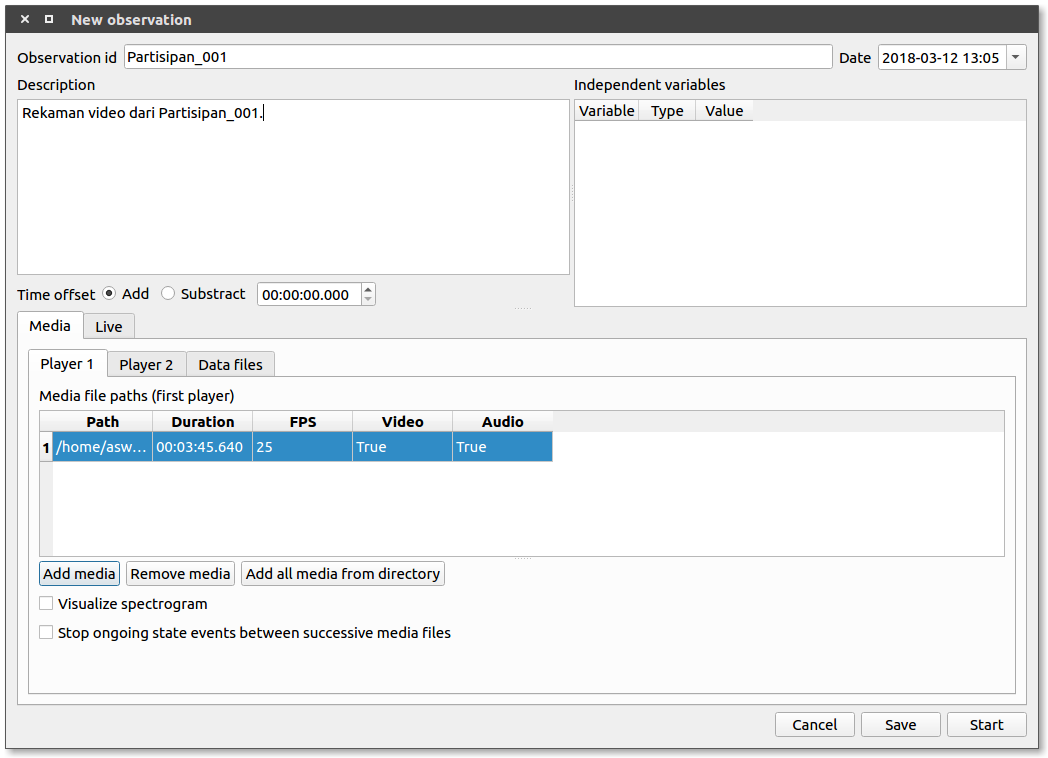 New observation
Observation id Partisipan_001 Date 2018-03-12 13:05
Description Independent variables
Rekaman video dari Partisipan_001.
Variable Type Value
Time offset Add Substract 00:00:00.000
Media Live
Player 1 Player 2 Data files
Media file paths (first player)
Path Duration FPS Video Audio
1 /home/asw... 00:03:45.640 25 True True
Add media Remove media Add all media from directory
Visualize spectrogram
Stop ongoing state events between successive media files
Cancel Save Start